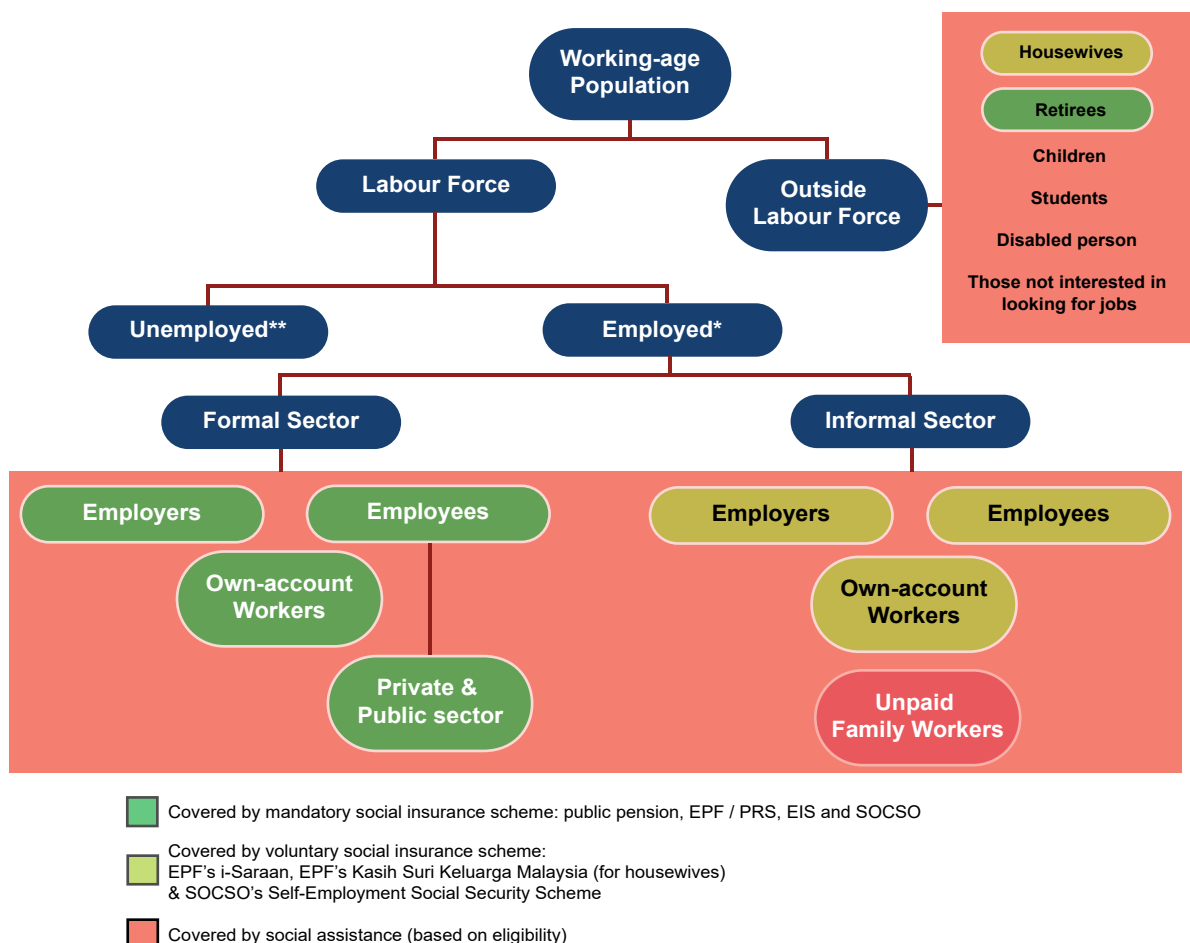 Working-age
Population
Labour Force
Outside
Labour Force
Housewives
Retirees
Children
Students
Disabled person
Those not interested in
looking for jobs
Unemployed**
Employed*
Formal Sector
Informal Sector
Employers
Employees
Own-account
Workers
Private &
Public sector
Employers
Employees
Own-account
Workers
Unpaid
Family Workers
Covered by mandatory social insurance scheme: public pension, EPF / PRS, EIS and SOCSO
Covered by voluntary social insurance scheme:
EPF's i-Saraan, EPF's Kasih Suri Keluarga Malaysia (for housewives)
& SOCSO's Self-Employment Social Security Scheme
Covered by social assistance (based on eligibility)